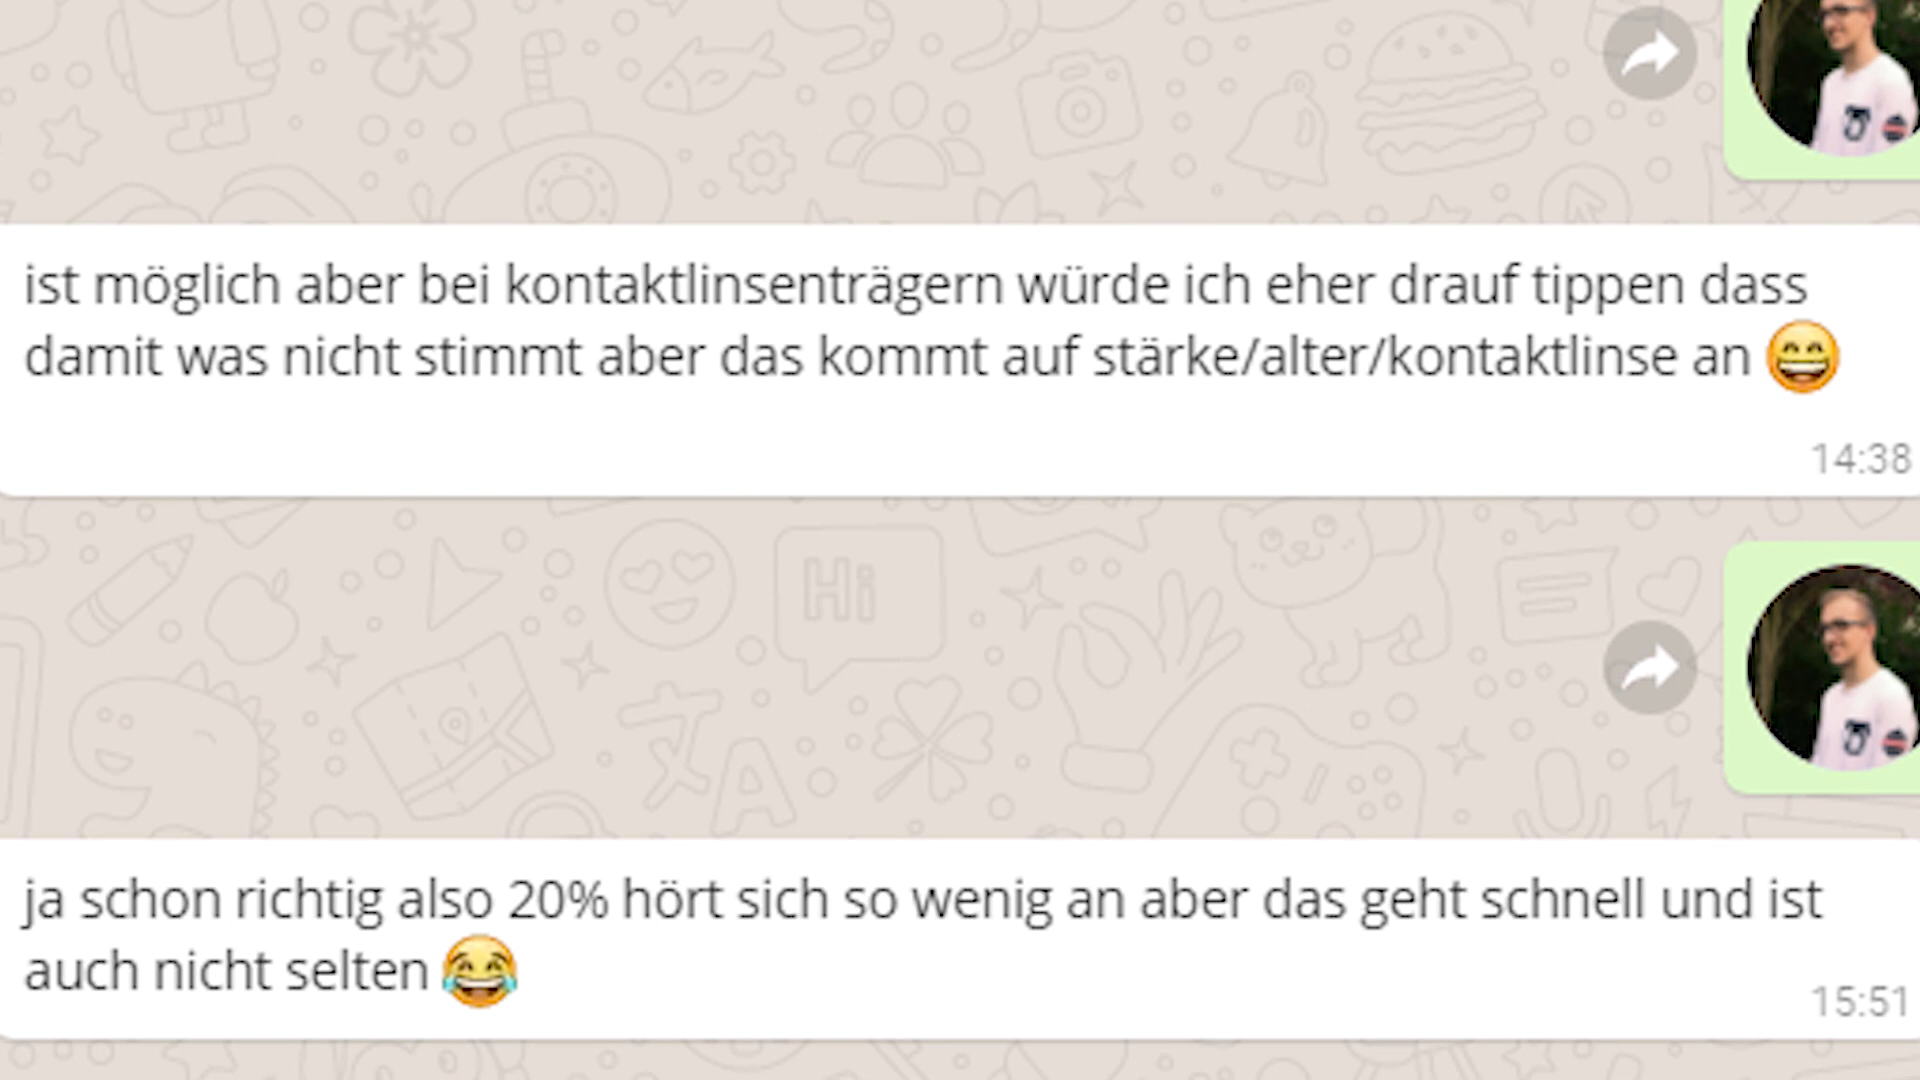 ist möglich aber bei kontaktlinsenträgern würde ich eher drauf tippen dass
damit was nicht stimmt aber das kommt auf stärke/alter/kontaktlinse an 😄
14:38
Hi
ja schon richtig also 20% hört sich so wenig an aber das geht schnell und ist
auch nicht selten 😂
15:51